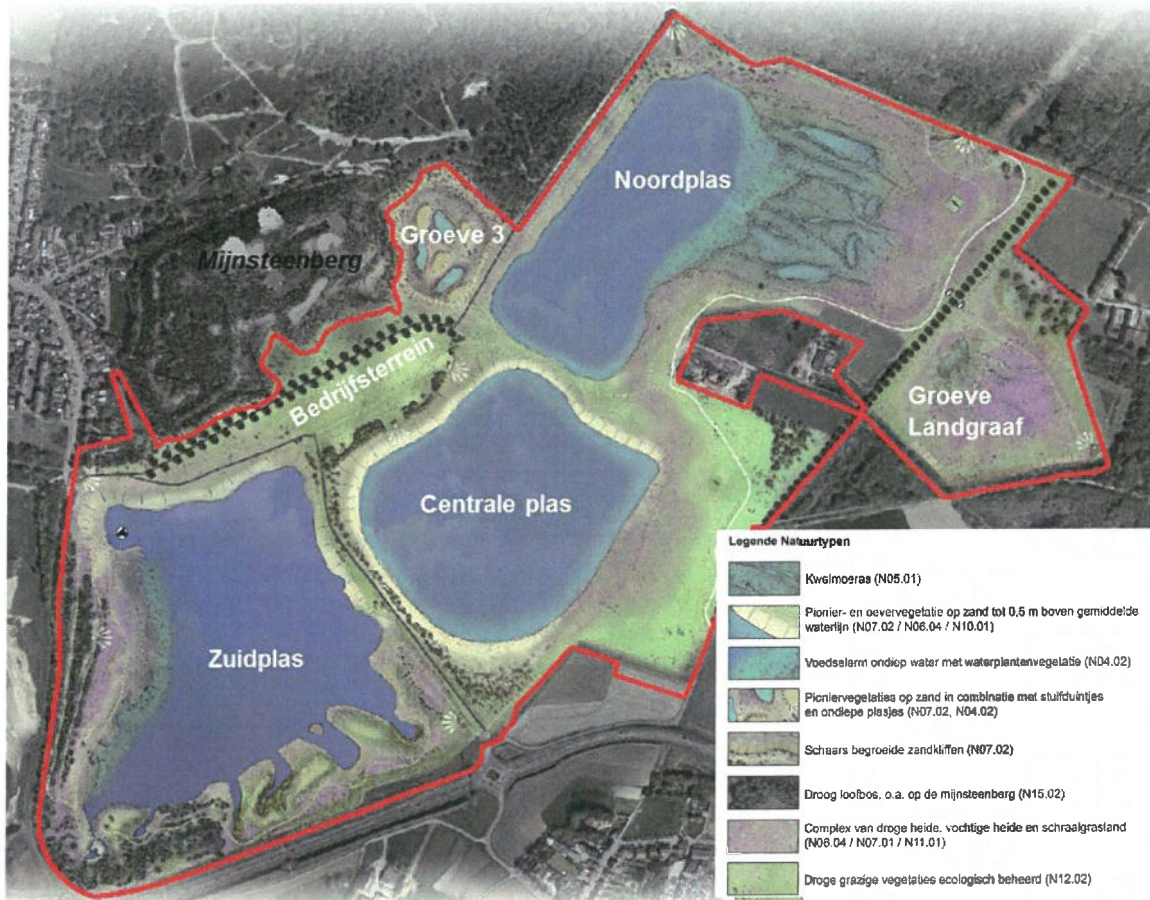 Noordplas
Groeve 3
Mijnsteenberg
Bedrijfsterrein
Groeve
Landgraaf
Centrale plas
Zuidplas
Legende Natuurtypen
Kwelmoeras (N05.01)
Pionier- en oevervegetatie op zand tot 0,5 m boven gemiddelde
waterlijn (N07.02 / N06.04 / N10.01)
Voedselarm ondiep water met waterplantenvegetatie (N04.02)
Pioniervegetaties op zand in combinatie met stuifduintjes
en ondiepe plasjes (N07.02, N04.02)
Schaars begroeide zandkliffen (N07.02)
Droog loofbos, o.a. op de mijnsteenberg (N15.02)
Complex van droge heide, vochtige heide en schraalgrasland
(N06.04 / N07.01 / N11.01)
Droge grazige vegetaties ecologisch beheerd (N12.02)